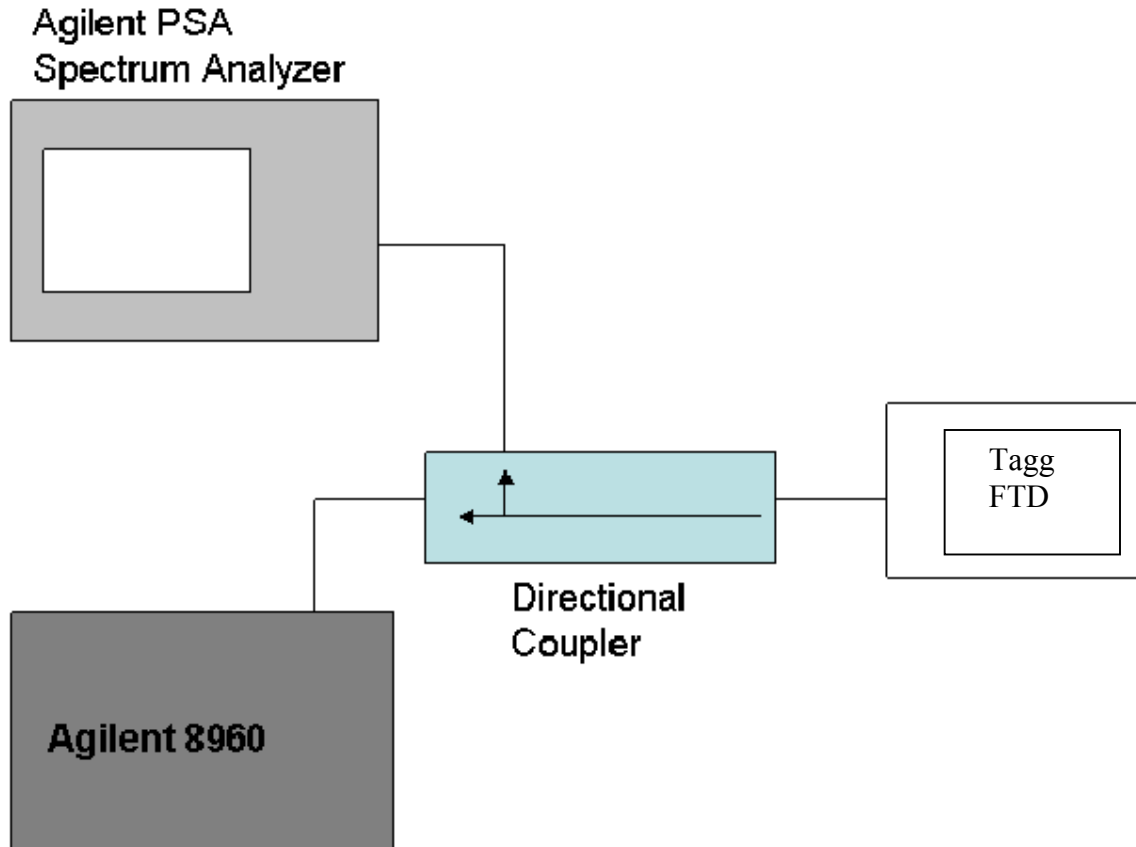 Agilent PSA
Spectrum Analyzer
Tagg
FTD
Directional
Coupler
Agilent 8960